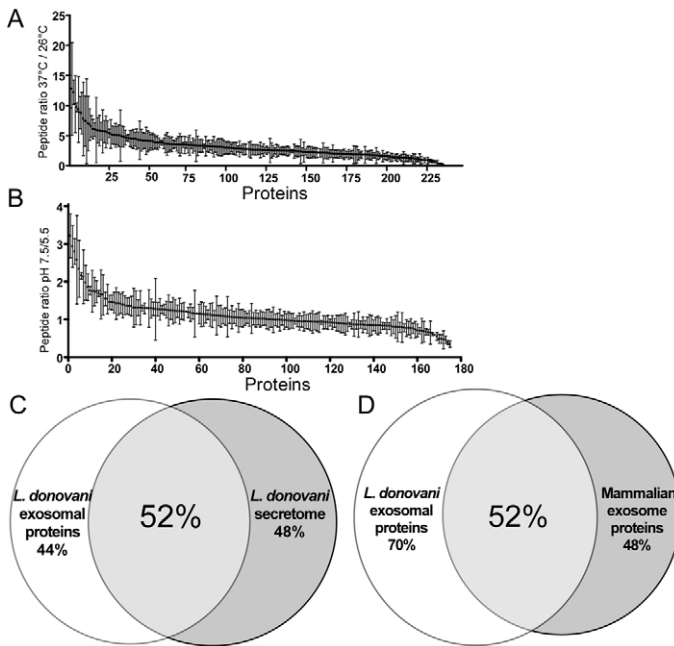 A
Peptide ratio 37°C / 26°C
25
20
15
10
5
0
25 50 75 100 125 150 175 200 225
Proteins
B
Peptide ratio pH 7.5/5.5
4
3
2
1
0
0 20 40 60 80 100 120 140 160 180
Proteins
C
L. donovani
exosomal
proteins
44%
52%
L. donovani
secretome
48%
D
L. donovani
exosomal
proteins
70%
52%
Mammalian
exosome
proteins
48%